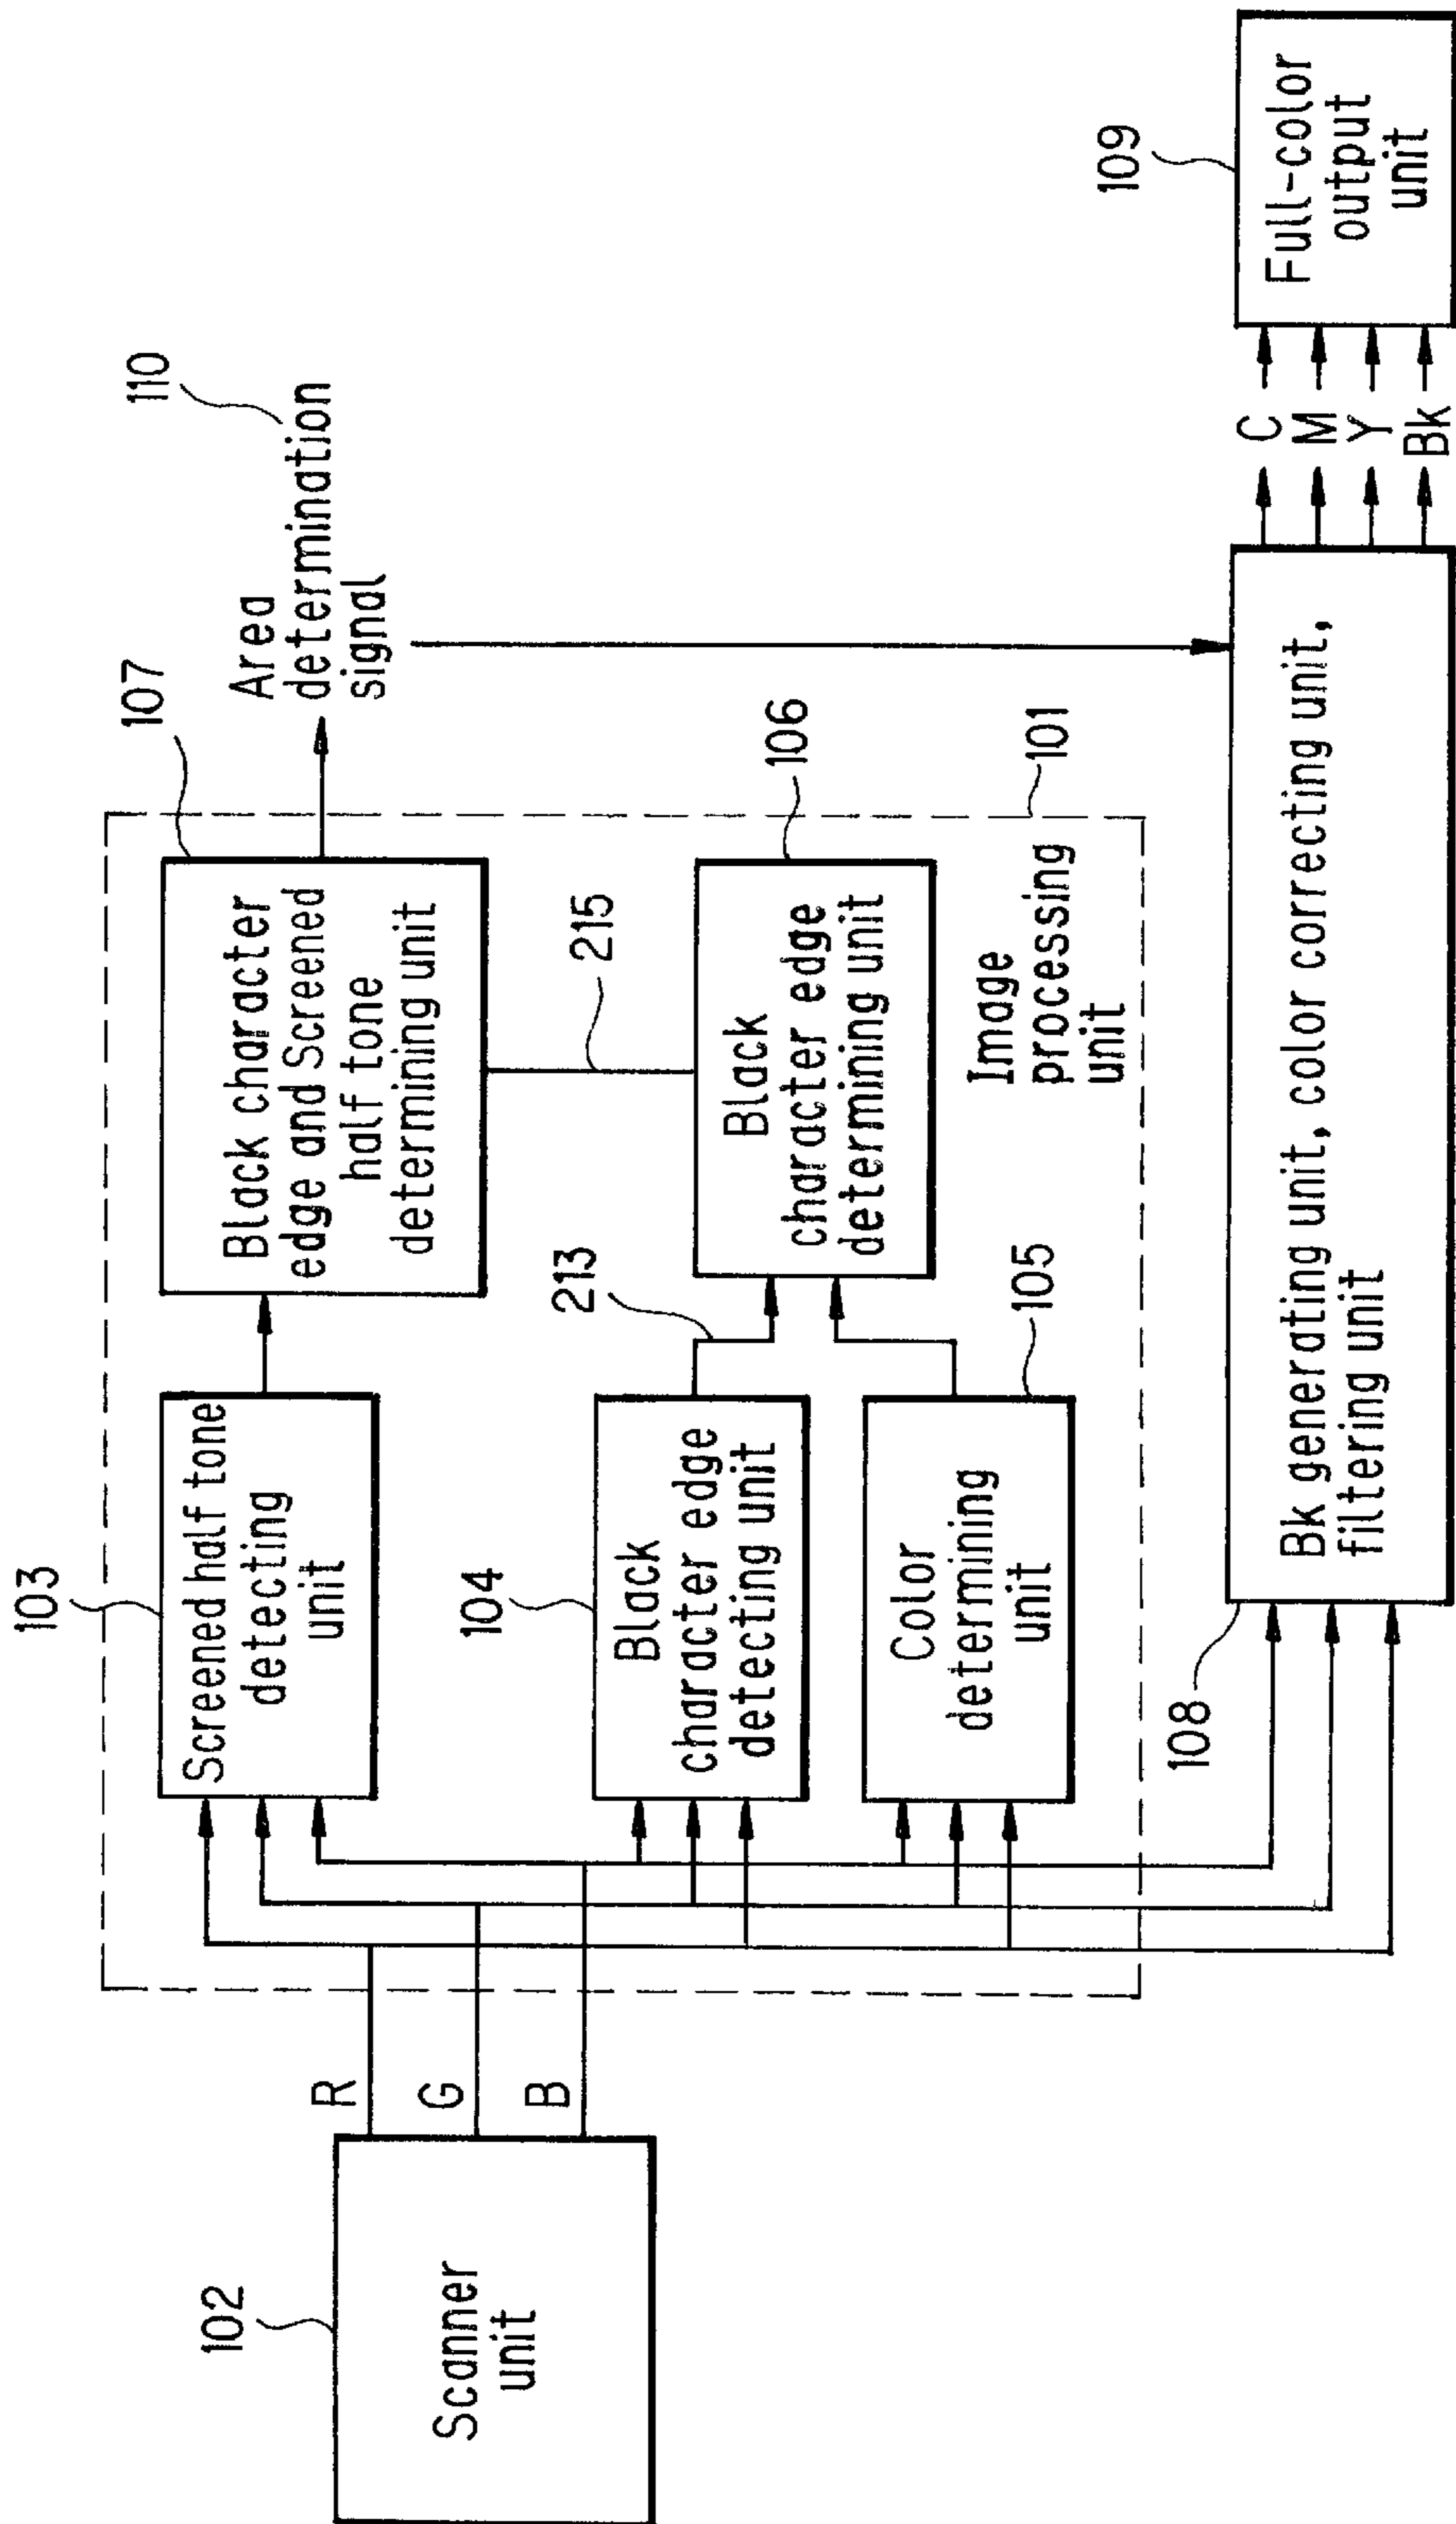 102
Scanner
unit
R
G
B
103
Screened half tone
detecting
unit
104
Black
character edge
detecting unit
Color
determining
unit
105
213
107
Black character
edge and Screened
half tone
determining unit
215
106
Black
character edge
determining unit
Image
processing
unit
101
110
Area
determination
signal
108
Bk generating unit, color correcting unit,
filtering unit
C
M
Y
Bk
109
Full-color
output
unit